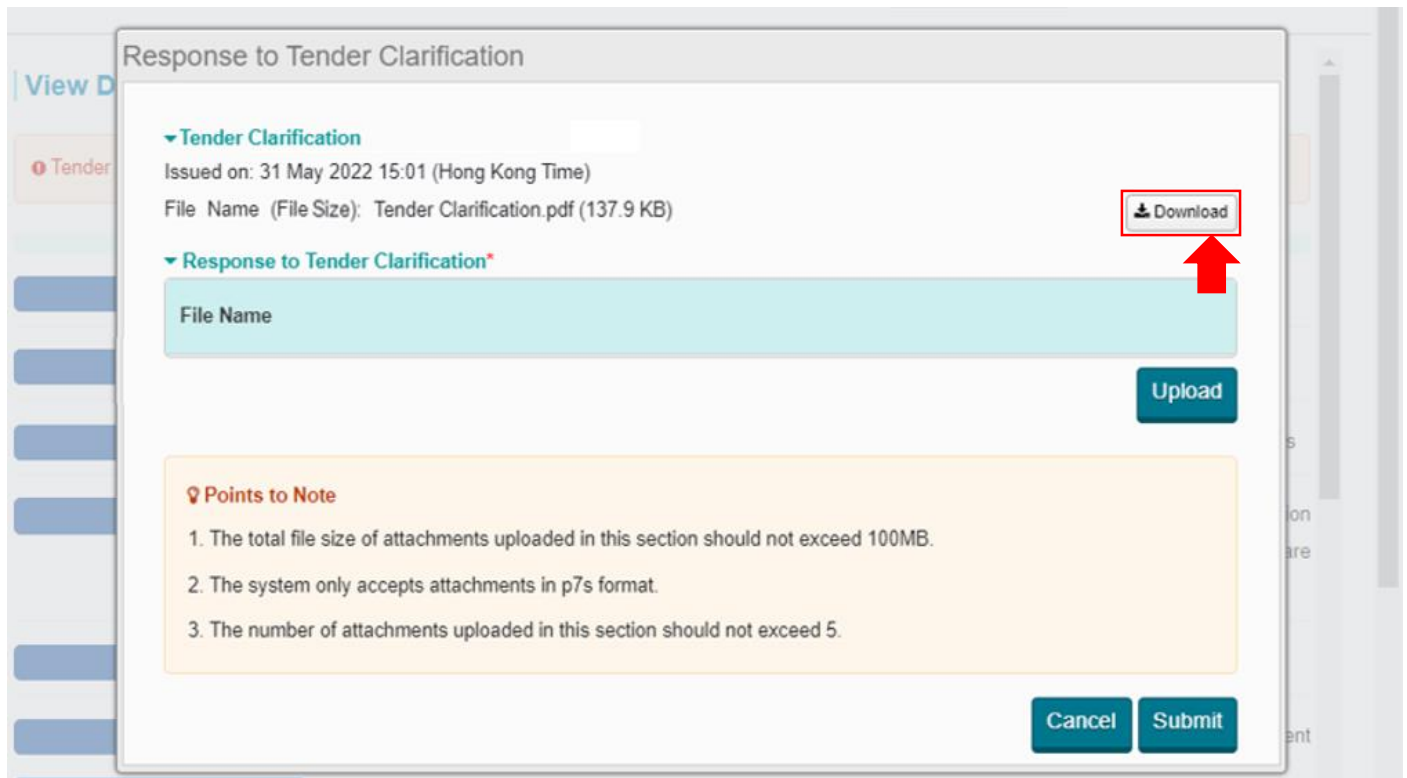 Response to Tender Clarification
View D
Tender Clarification
Tender
Issued on: 31 May 2022 15:01 (Hong Kong Time)
File Name (File Size): Tender Clarification.pdf (137.9 KB)
Download
Response to Tender Clarification*
File Name
Upload
s
Points to Note
ion
1. The total file size of attachments uploaded in this section should not exceed 100MB.
are
2. The system only accepts attachments in p7s format.
3. The number of attachments uploaded in this section should not exceed 5.
Cancel
Submit
ent